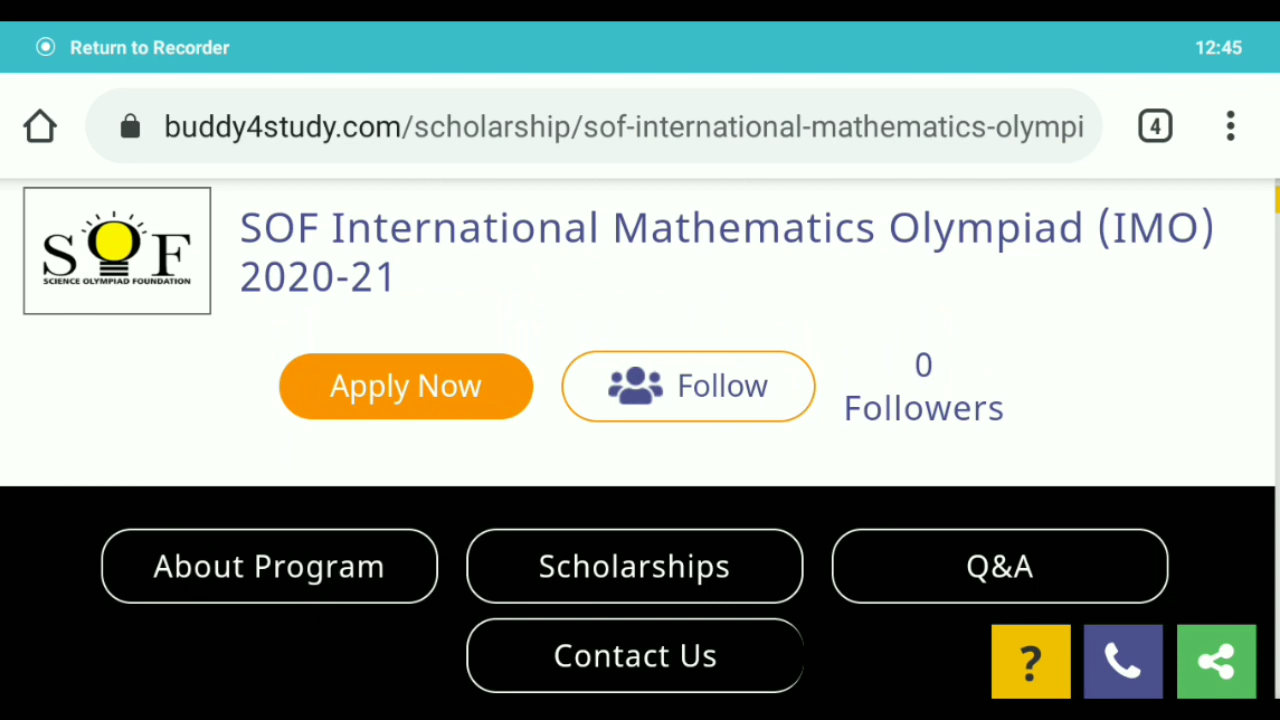 Return to Recorder
12:45
buddy4study.com/scholarship/sof-international-mathematics-olympi
4
SOF
SCIENCE OLYMPIAD FOUNDATION
SOF International Mathematics Olympiad (IMO)
2020-21
Apply Now
Follow
0
Followers
About Program
Scholarships
Q&A
Contact Us
?